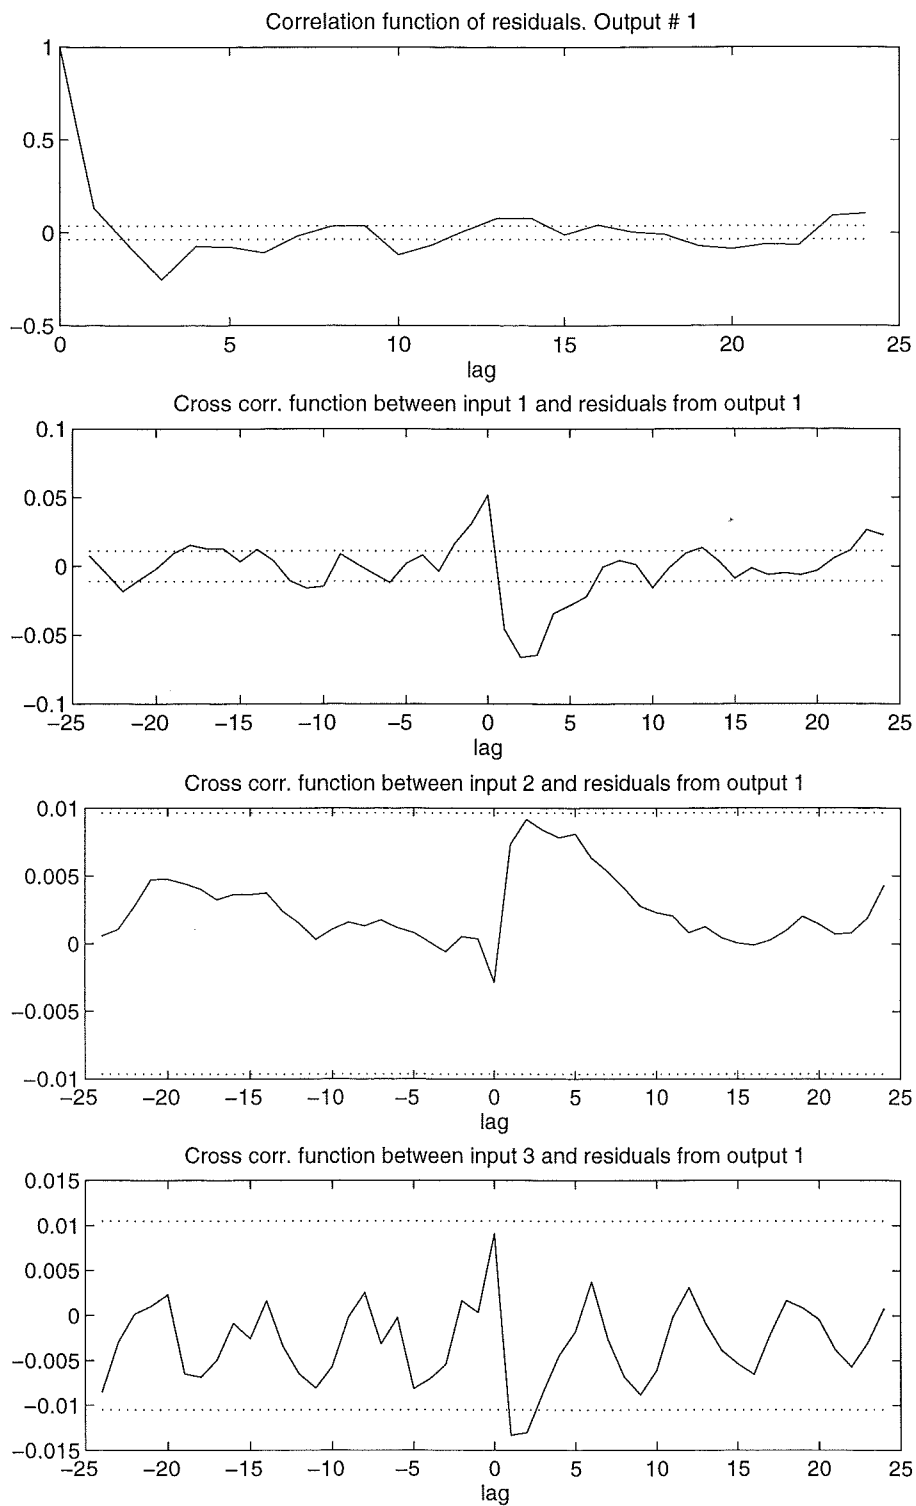 Correlation function of residuals. Output # 1
1
0.5
0
−0.5
0 5 10 15 20 25
lag
Cross corr. function between input 1 and residuals from output 1
0.1
0.05
0
−0.05
−0.1
−25 −20 −15 −10 −5 0 5 10 15 20 25
lag
Cross corr. function between input 2 and residuals from output 1
0.01
0.005
0
−0.005
−0.01
−25 −20 −15 −10 −5 0 5 10 15 20 25
lag
Cross corr. function between input 3 and residuals from output 1
0.015
0.01
0.005
0
−0.005
−0.01
−0.015
−25 −20 −15 −10 −5 0 5 10 15 20 25
lag